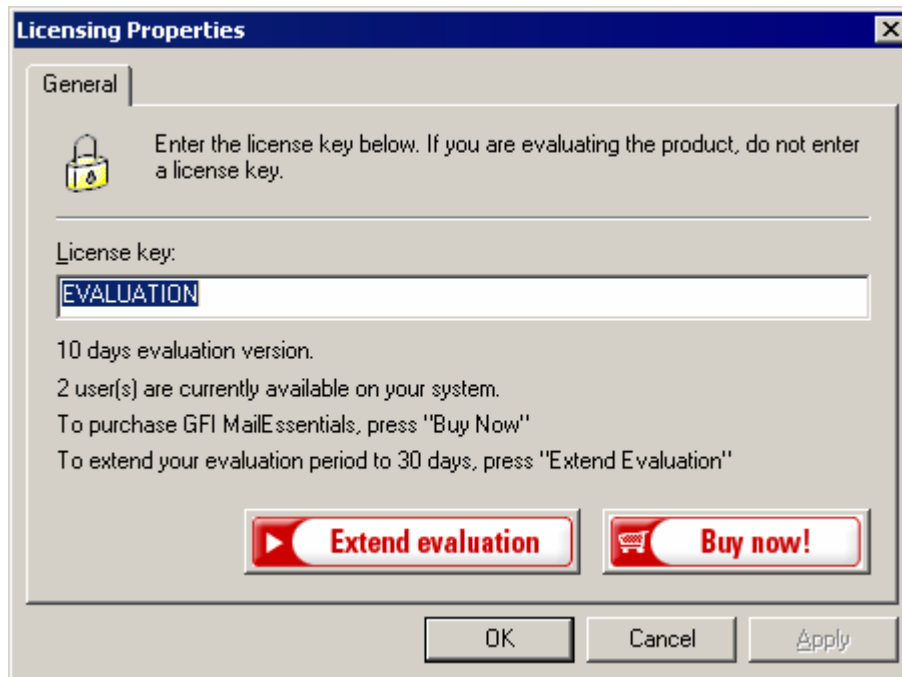 Licensing Properties
General
Enter the license key below. If you are evaluating the product, do not enter
a license key.
License key:
EVALUATION
10 days evaluation version.
2 user(s) are currently available on your system.
To purchase GFI MailEssentials, press "Buy Now"
To extend your evaluation period to 30 days, press "Extend Evaluation"
Extend evaluation
Buy now!
OK
Cancel
Apply